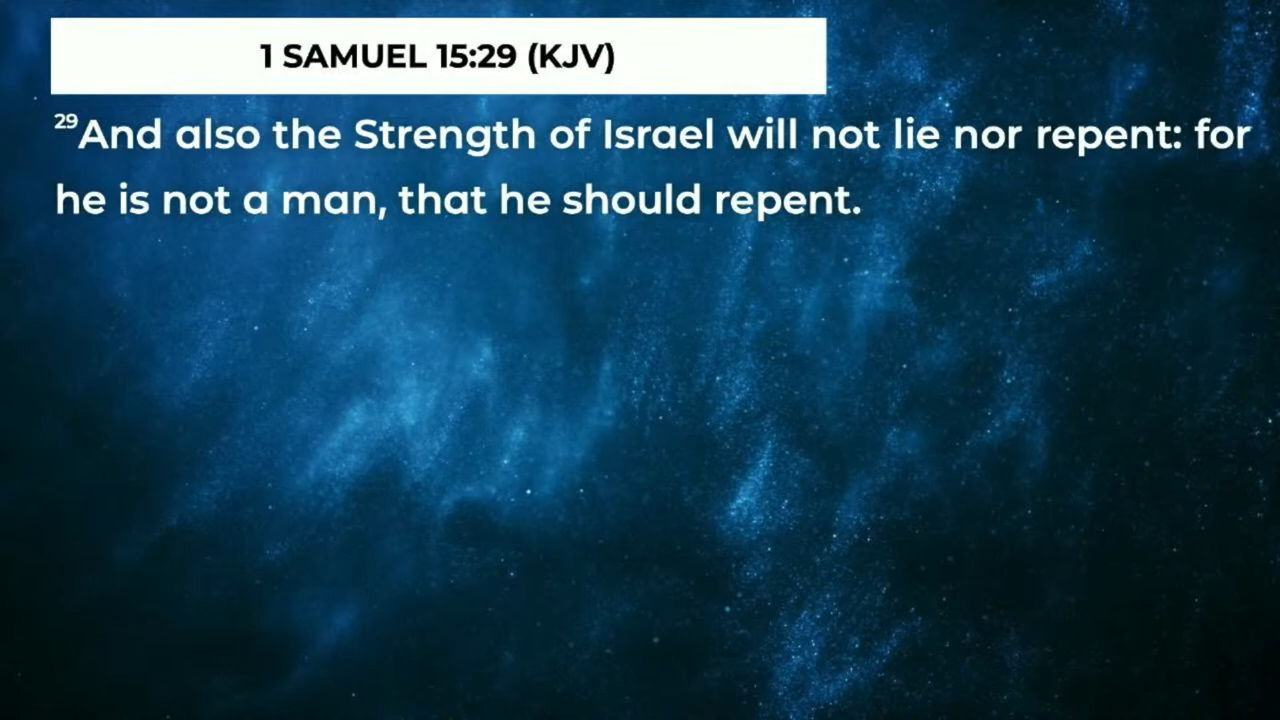 1 SAMUEL 15:29 (KJV)
29And also the Strength of Israel will not lie nor repent: for
he is not a man, that he should repent.